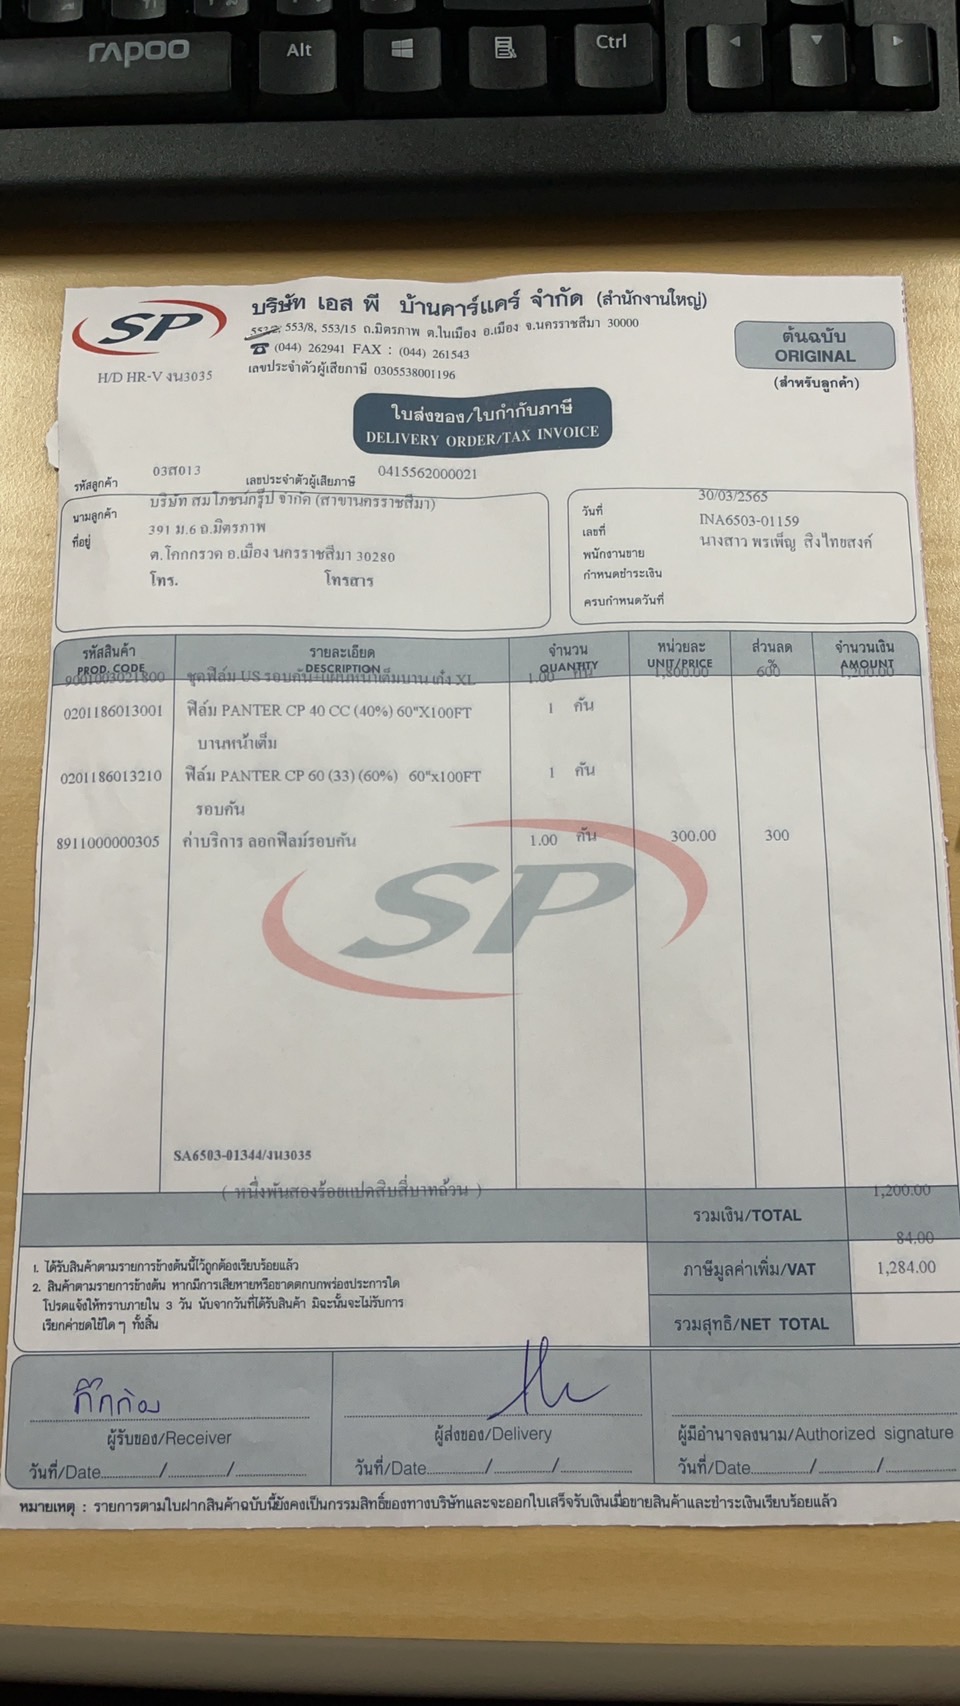 rapoo
Alt
Ctrl
SP
บริษัท เอส พี บ้านคาร์แคร์ จำกัด (สำนักงานใหญ่)
553/8, 553/15 ถ.มิตรภาพ ต.ในเมือง อ.เมือง จ.นครราชสีมา 30000
(044) 262941 FAX : (044) 261543
เลขประจำตัวผู้เสียภาษี 0305538001196
H/D HR-V งน3035
ต้นฉบับ
ORIGINAL
(สำหรับลูกค้า)
ใบส่งของ/ใบกำกับภาษี
DELIVERY ORDER/TAX INVOICE
รหัสลูกค้า 03ส013 เลขประจำตัวผู้เสียภาษี 0415562000021
นามลูกค้า บริษัท สมโภชน์กรุ๊ป จำกัด (สาขานครราชสีมา)
ที่อยู่ 391 ม.6 ถ.มิตรภาพ
ต.โคกกรวด อ.เมือง นครราชสีมา 30280
โทร. โทรสาร
วันที่ 30/03/2565
เลขที่ INA6503-01159
พนักงานขาย นางสาว พรเพ็ญ สิงไทยสงค์
กำหนดชำระเงิน
ครบกำหนดวันที่
รหัสสินค้า รายละเอียด จำนวน หน่วยละ ส่วนลด จำนวนเงิน
PROD. CODE DESCRIPTION QUANTITY UNIT/PRICE % AMOUNT
9001003021800 ชุดฟิล์ม US รอบคัน+แผ่นหน้าเต็มบาน เก๋ง XL 1.00 คัน 1,800.00 600 1,200.00
0201186013001 ฟิล์ม PANTER CP 40 CC (40%) 60"X100FT 1 คัน
บานหน้าเต็ม
0201186013210 ฟิล์ม PANTER CP 60 (33) (60%) 60"x100FT 1 คัน
รอบคัน
8911000000305 ค่าบริการ ลอกฟิลม์รอบคัน 1.00 คัน 300.00 300
SP
SA6503-01344/งน3035
( หนึ่งพันสองร้อยแปดสิบสี่บาทถ้วน ) 1,200.00
รวมเงิน/TOTAL
84.00
ภาษีมูลค่าเพิ่ม/VAT 1,284.00
รวมสุทธิ/NET TOTAL
1. ได้รับสินค้าตามรายการข้างต้นนี้ไว้ถูกต้องเรียบร้อยแล้ว
2. สินค้าตามรายการข้างต้น หากมีการเสียหายหรือขาดตกบกพร่องประการใด
โปรดแจ้งให้ทราบภายใน 3 วัน นับจากวันที่ได้รับสินค้า มิฉะนั้นจะไม่รับการ
เรียกค่าชดใช้ใด ๆ ทั้งสิ้น
ผู้รับของ/Receiver ผู้ส่งของ/Delivery ผู้มีอำนาจลงนาม/Authorized signature
วันที่/Date........../........../.......... วันที่/Date........../........../.......... วันที่/Date........../........../..........
หมายเหตุ : รายการตามใบฝากสินค้าฉบับนี้ยังคงเป็นกรรมสิทธิ์ของทางบริษัทและจะออกใบเสร็จรับเงินเมื่อขายสินค้าและชำระเงินเรียบร้อยแล้ว